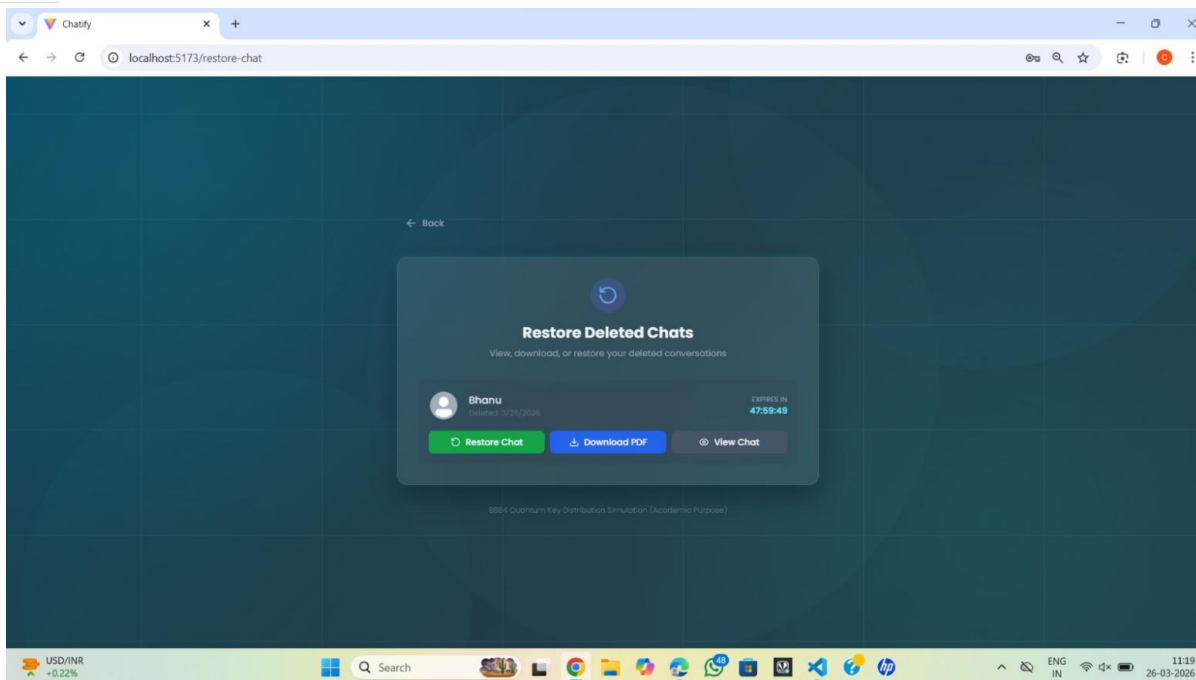 Chatify
localhost:5173/restore-chat
Back
Restore Deleted Chats
View, download, or restore your deleted conversations
Bhanu
Deleted: 3/26/2026
EXPIRES IN
47:59:49
Restore Chat
Download PDF
View Chat
BB84 Quantum Key Distribution Simulation (Academic Purpose)
USD/INR
+0.22%
Search
48
ENG
IN
11:19
26-03-2026